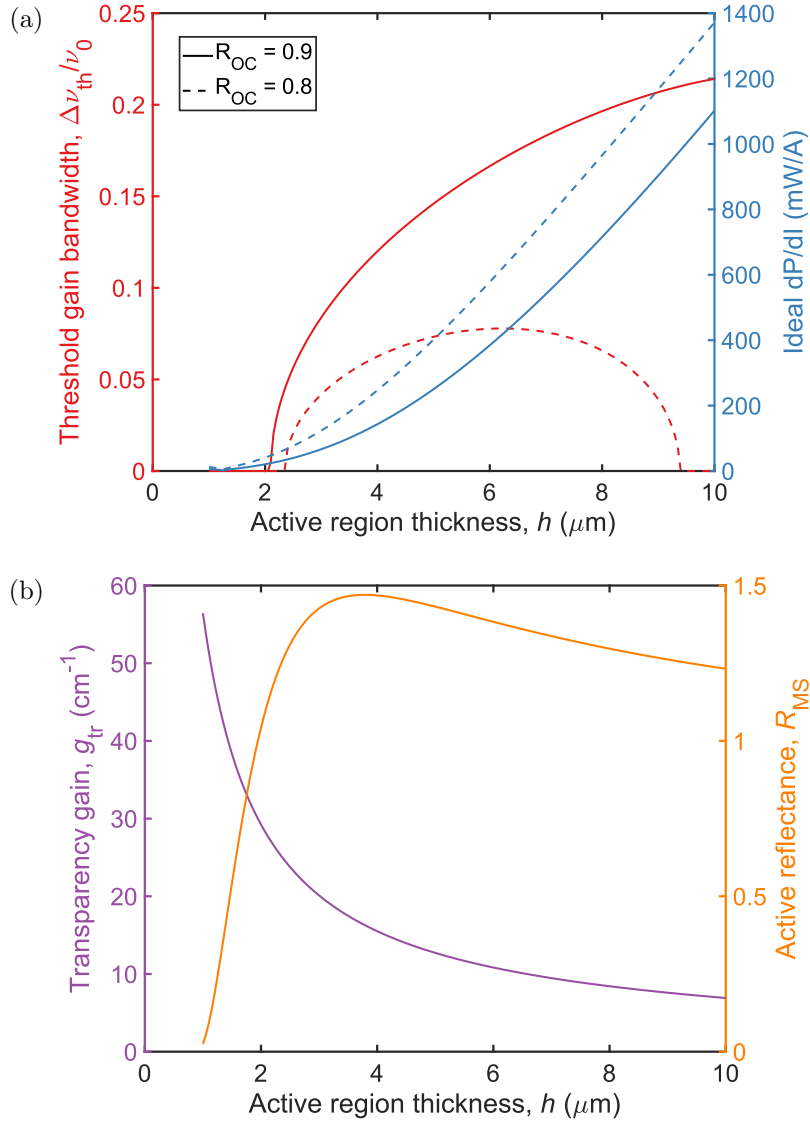 (a)
0.25
0.2
0.15
0.1
0.05
0
Threshold gain bandwidth, Δν_th/ν_0
R_OC = 0.9
R_OC = 0.8
1400
1200
1000
800
600
400
200
0
Ideal dP/dI (mW/A)
0 2 4 6 8 10
Active region thickness, h (μm)
(b)
60
50
40
30
20
10
0
Transparency gain, g_tr (cm⁻¹)
1.5
1
0.5
0
Active reflectance, R_MS
0 2 4 6 8 10
Active region thickness, h (μm)